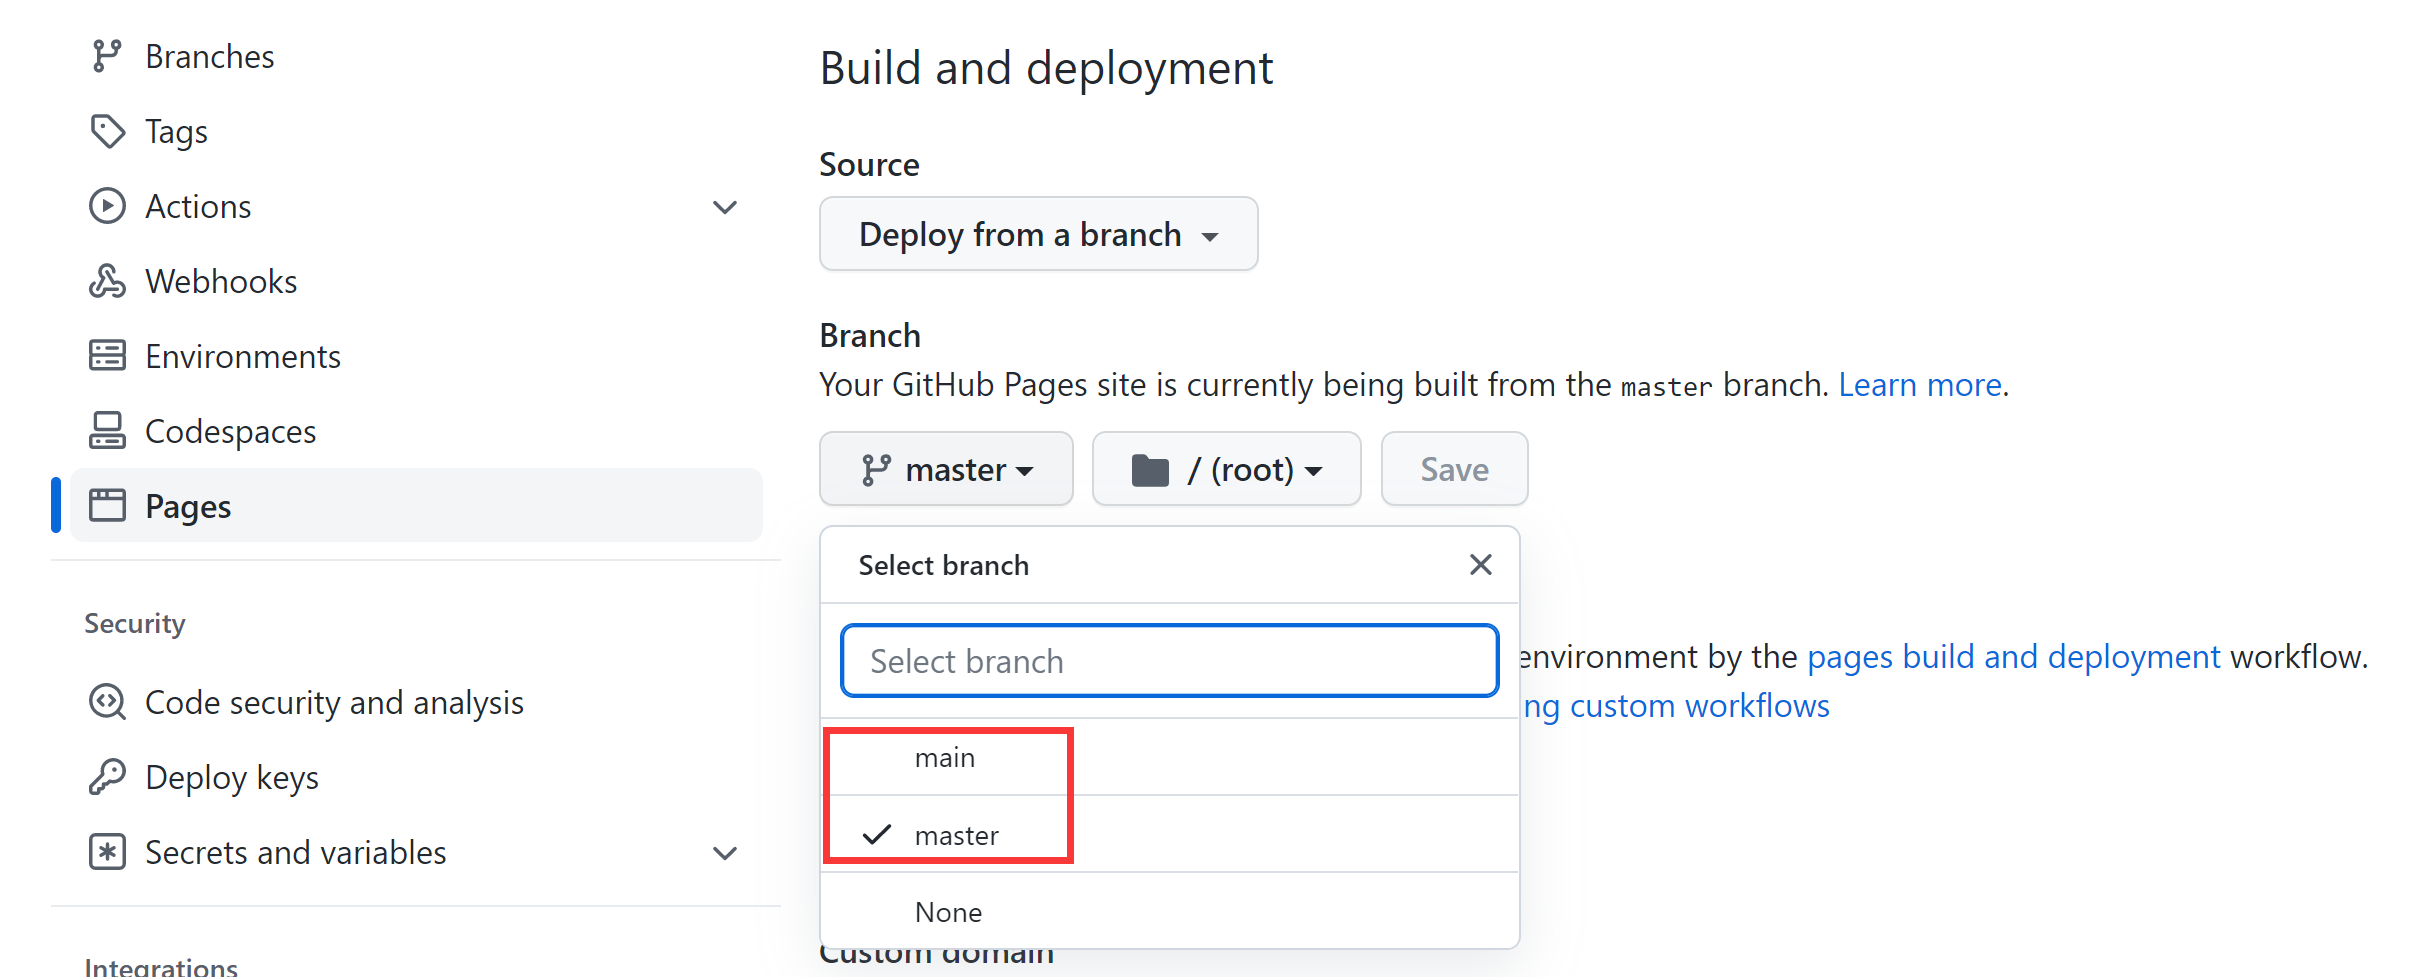 Branches
Tags
Actions
Webhooks
Environments
Codespaces
Pages
Security
Code security and analysis
Deploy keys
Secrets and variables
Integrations
Build and deployment
Source
Deploy from a branch
Branch
Your GitHub Pages site is currently being built from the master branch. Learn more.
master
/ (root)
Save
Select branch
Select branch
environment by the pages build and deployment workflow.
ng custom workflows
main
master
None
Custom domain